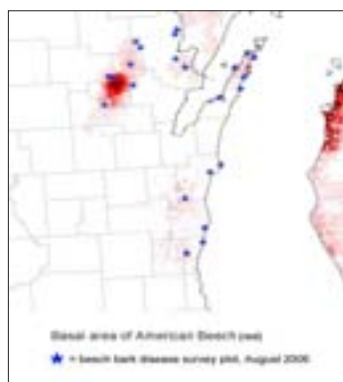 Basal area of American Beech
★ = beech bark disease survey plot, August 2006